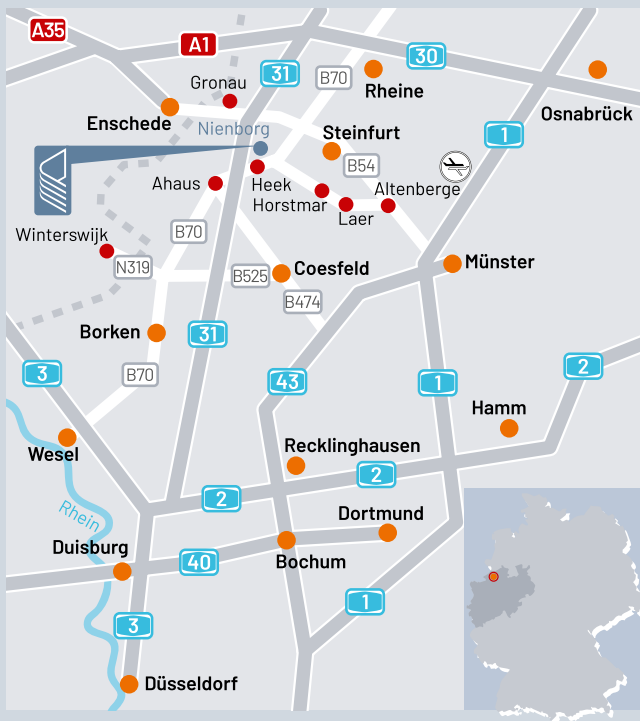 A35
A1
31
30
B70
Gronau
Rheine
Enschede
Nienborg
Steinfurt
1
Osnabrück
B54
Ahaus
Heek
Horstmar
Laer
Altenberge
B70
Winterswijk
N319
B525
Coesfeld
Münster
B474
Borken
31
3
B70
43
1
2
Hamm
Wesel
Recklinghausen
2
2
Rhein
Dortmund
Duisburg
40
Bochum
1
3
Düsseldorf